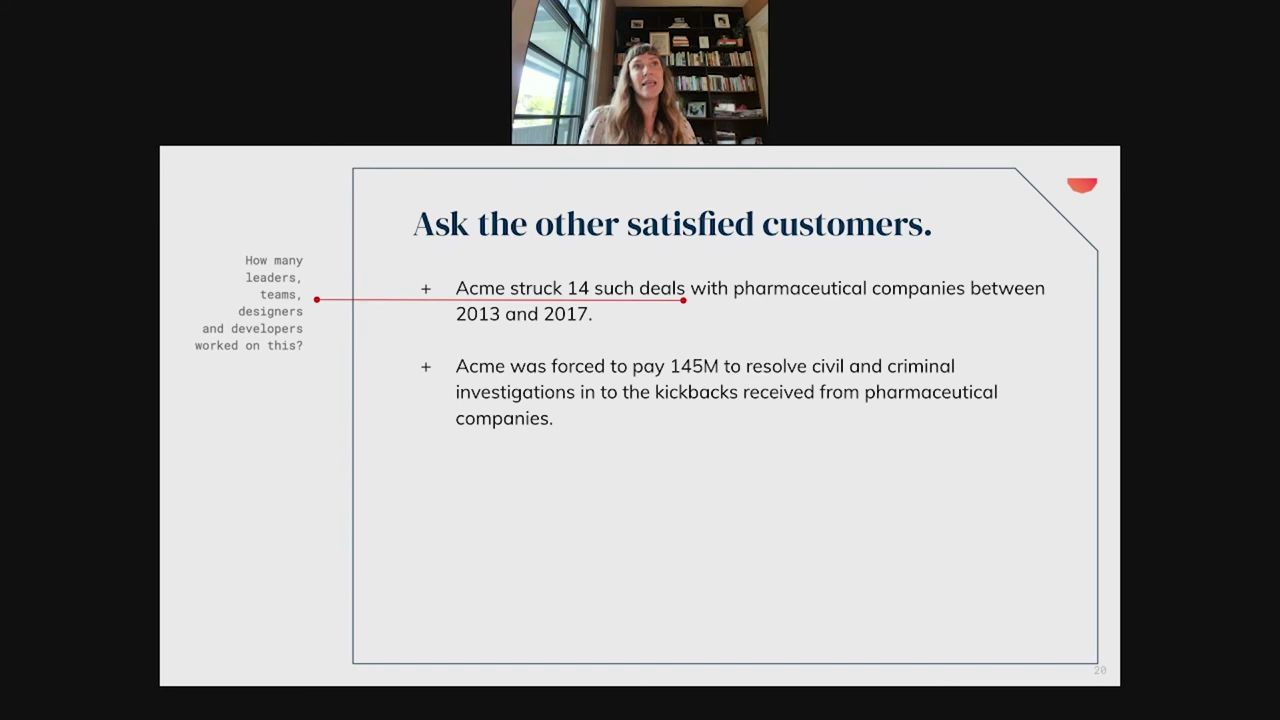 Ask the other satisfied customers.
How many
leaders,
teams,
designers
and developers
worked on this?
+ Acme struck 14 such deals with pharmaceutical companies between
2013 and 2017.
+ Acme was forced to pay 145M to resolve civil and criminal
investigations in to the kickbacks received from pharmaceutical
companies.
20